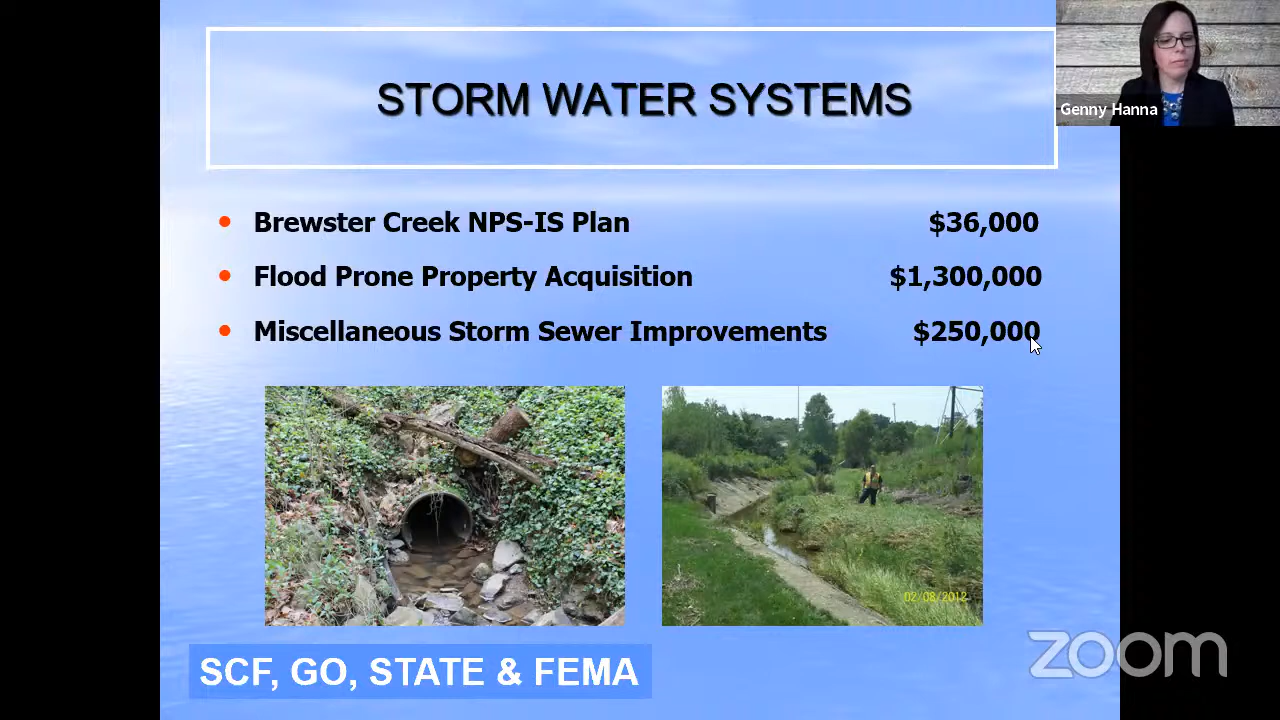 STORM WATER SYSTEMS
Genny Hanna
Brewster Creek NPS-IS Plan $36,000
Flood Prone Property Acquisition $1,300,000
Miscellaneous Storm Sewer Improvements $250,000
02/08/2012
SCF, GO, STATE & FEMA
zoom